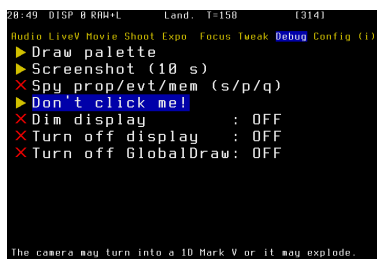 20:49 DISP 0 RAW+L Land. T=158 [314]
Audio LiveV Movie Shoot Expo Focus Tweak Debug Config (i)
Draw palette
Screenshot (10 s)
Spy prop/evt/mem (s/p/q)
Don't click me!
Dim display : OFF
Turn off display : OFF
Turn off GlobalDraw: OFF
The camera may turn into a 1D Mark V or it may explode.